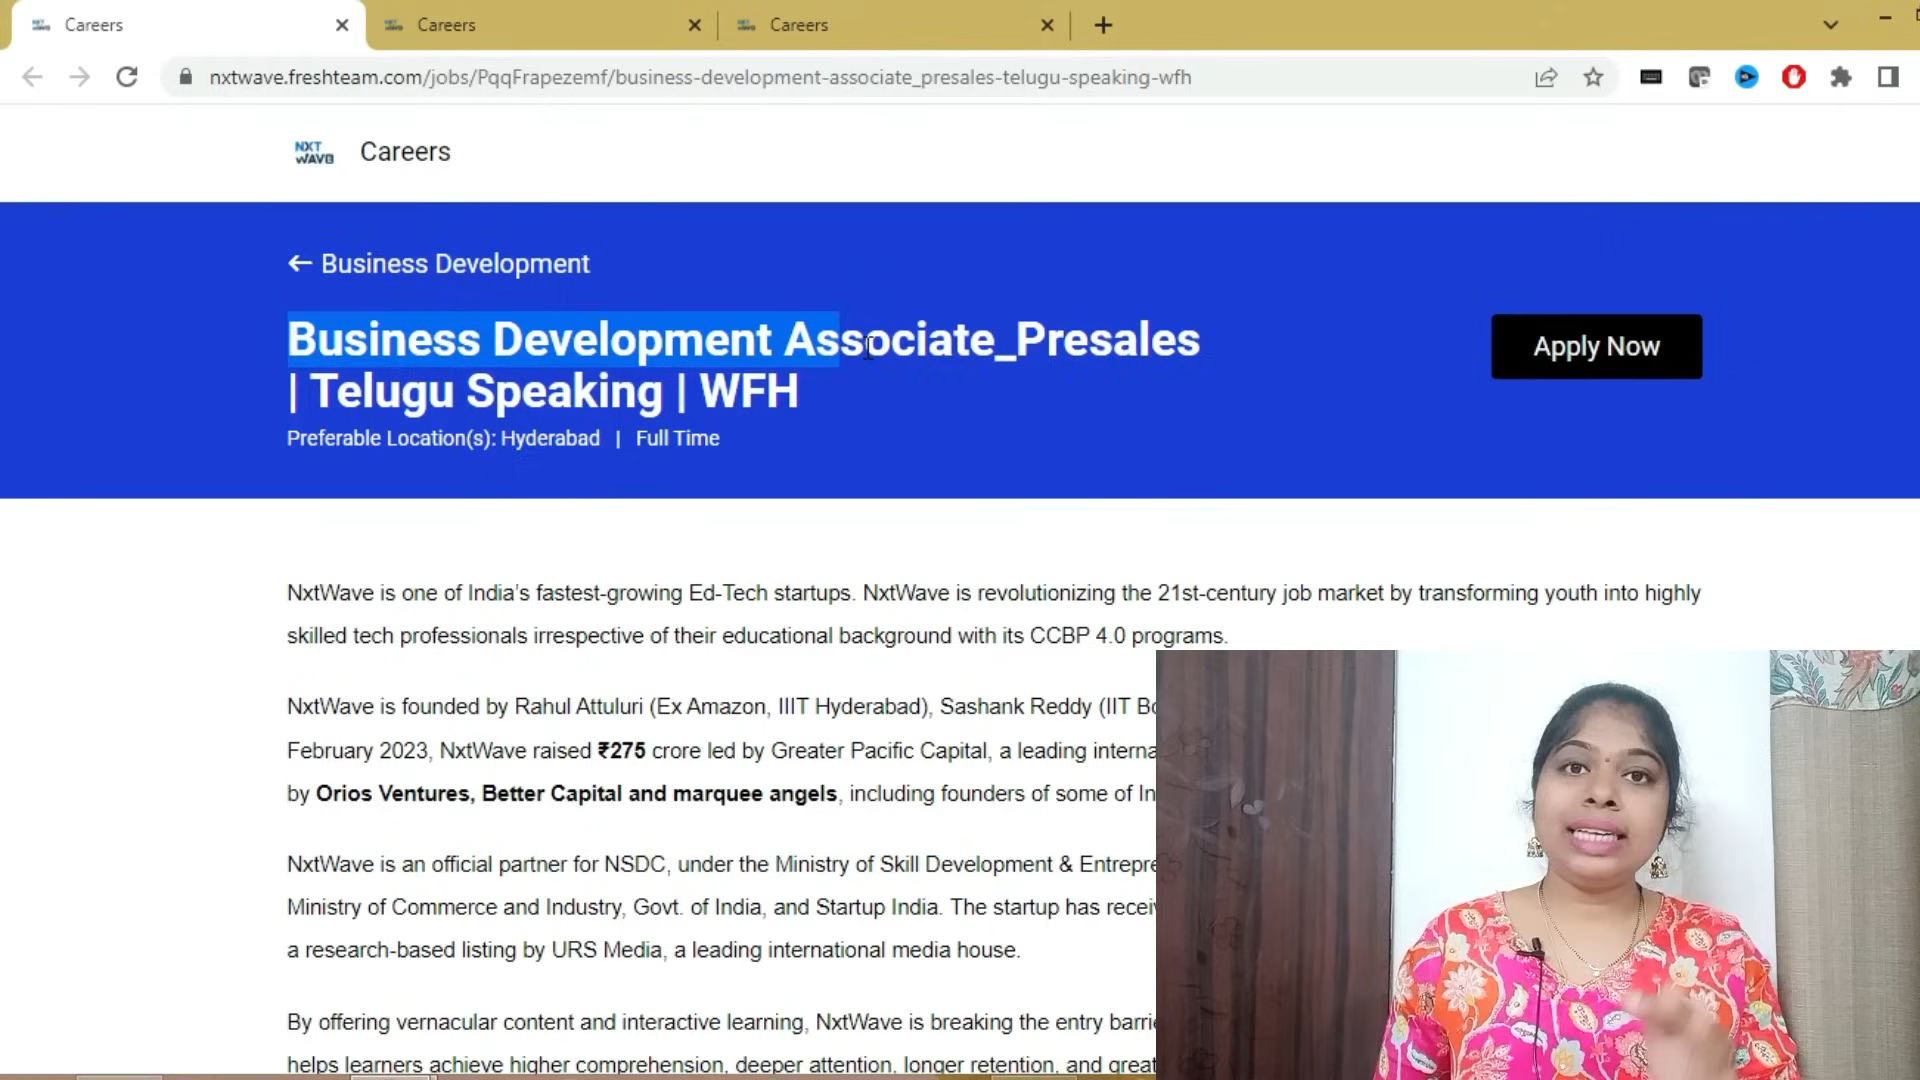 Careers
Careers
Careers
nxtwave.freshteam.com/jobs/PqqFrapezemf/business-development-associate_presales-telugu-speaking-wfh
NXT
WAVE
Careers
← Business Development
Business Development Associate_Presales
| Telugu Speaking | WFH
Apply Now
Preferable Location(s): Hyderabad | Full Time
NxtWave is one of India’s fastest-growing Ed-Tech startups. NxtWave is revolutionizing the 21st-century job market by transforming youth into highly
skilled tech professionals irrespective of their educational background with its CCBP 4.0 programs.
NxtWave is founded by Rahul Attuluri (Ex Amazon, IIIT Hyderabad), Sashank Reddy (IIT Bo
February 2023, NxtWave raised ₹275 crore led by Greater Pacific Capital, a leading interna
by Orios Ventures, Better Capital and marquee angels, including founders of some of In
NxtWave is an official partner for NSDC, under the Ministry of Skill Development & Entrepre
Ministry of Commerce and Industry, Govt. of India, and Startup India. The startup has recei
a research-based listing by URS Media, a leading international media house.
By offering vernacular content and interactive learning, NxtWave is breaking the entry barrie
helps learners achieve higher comprehension, deeper attention, longer retention, and great